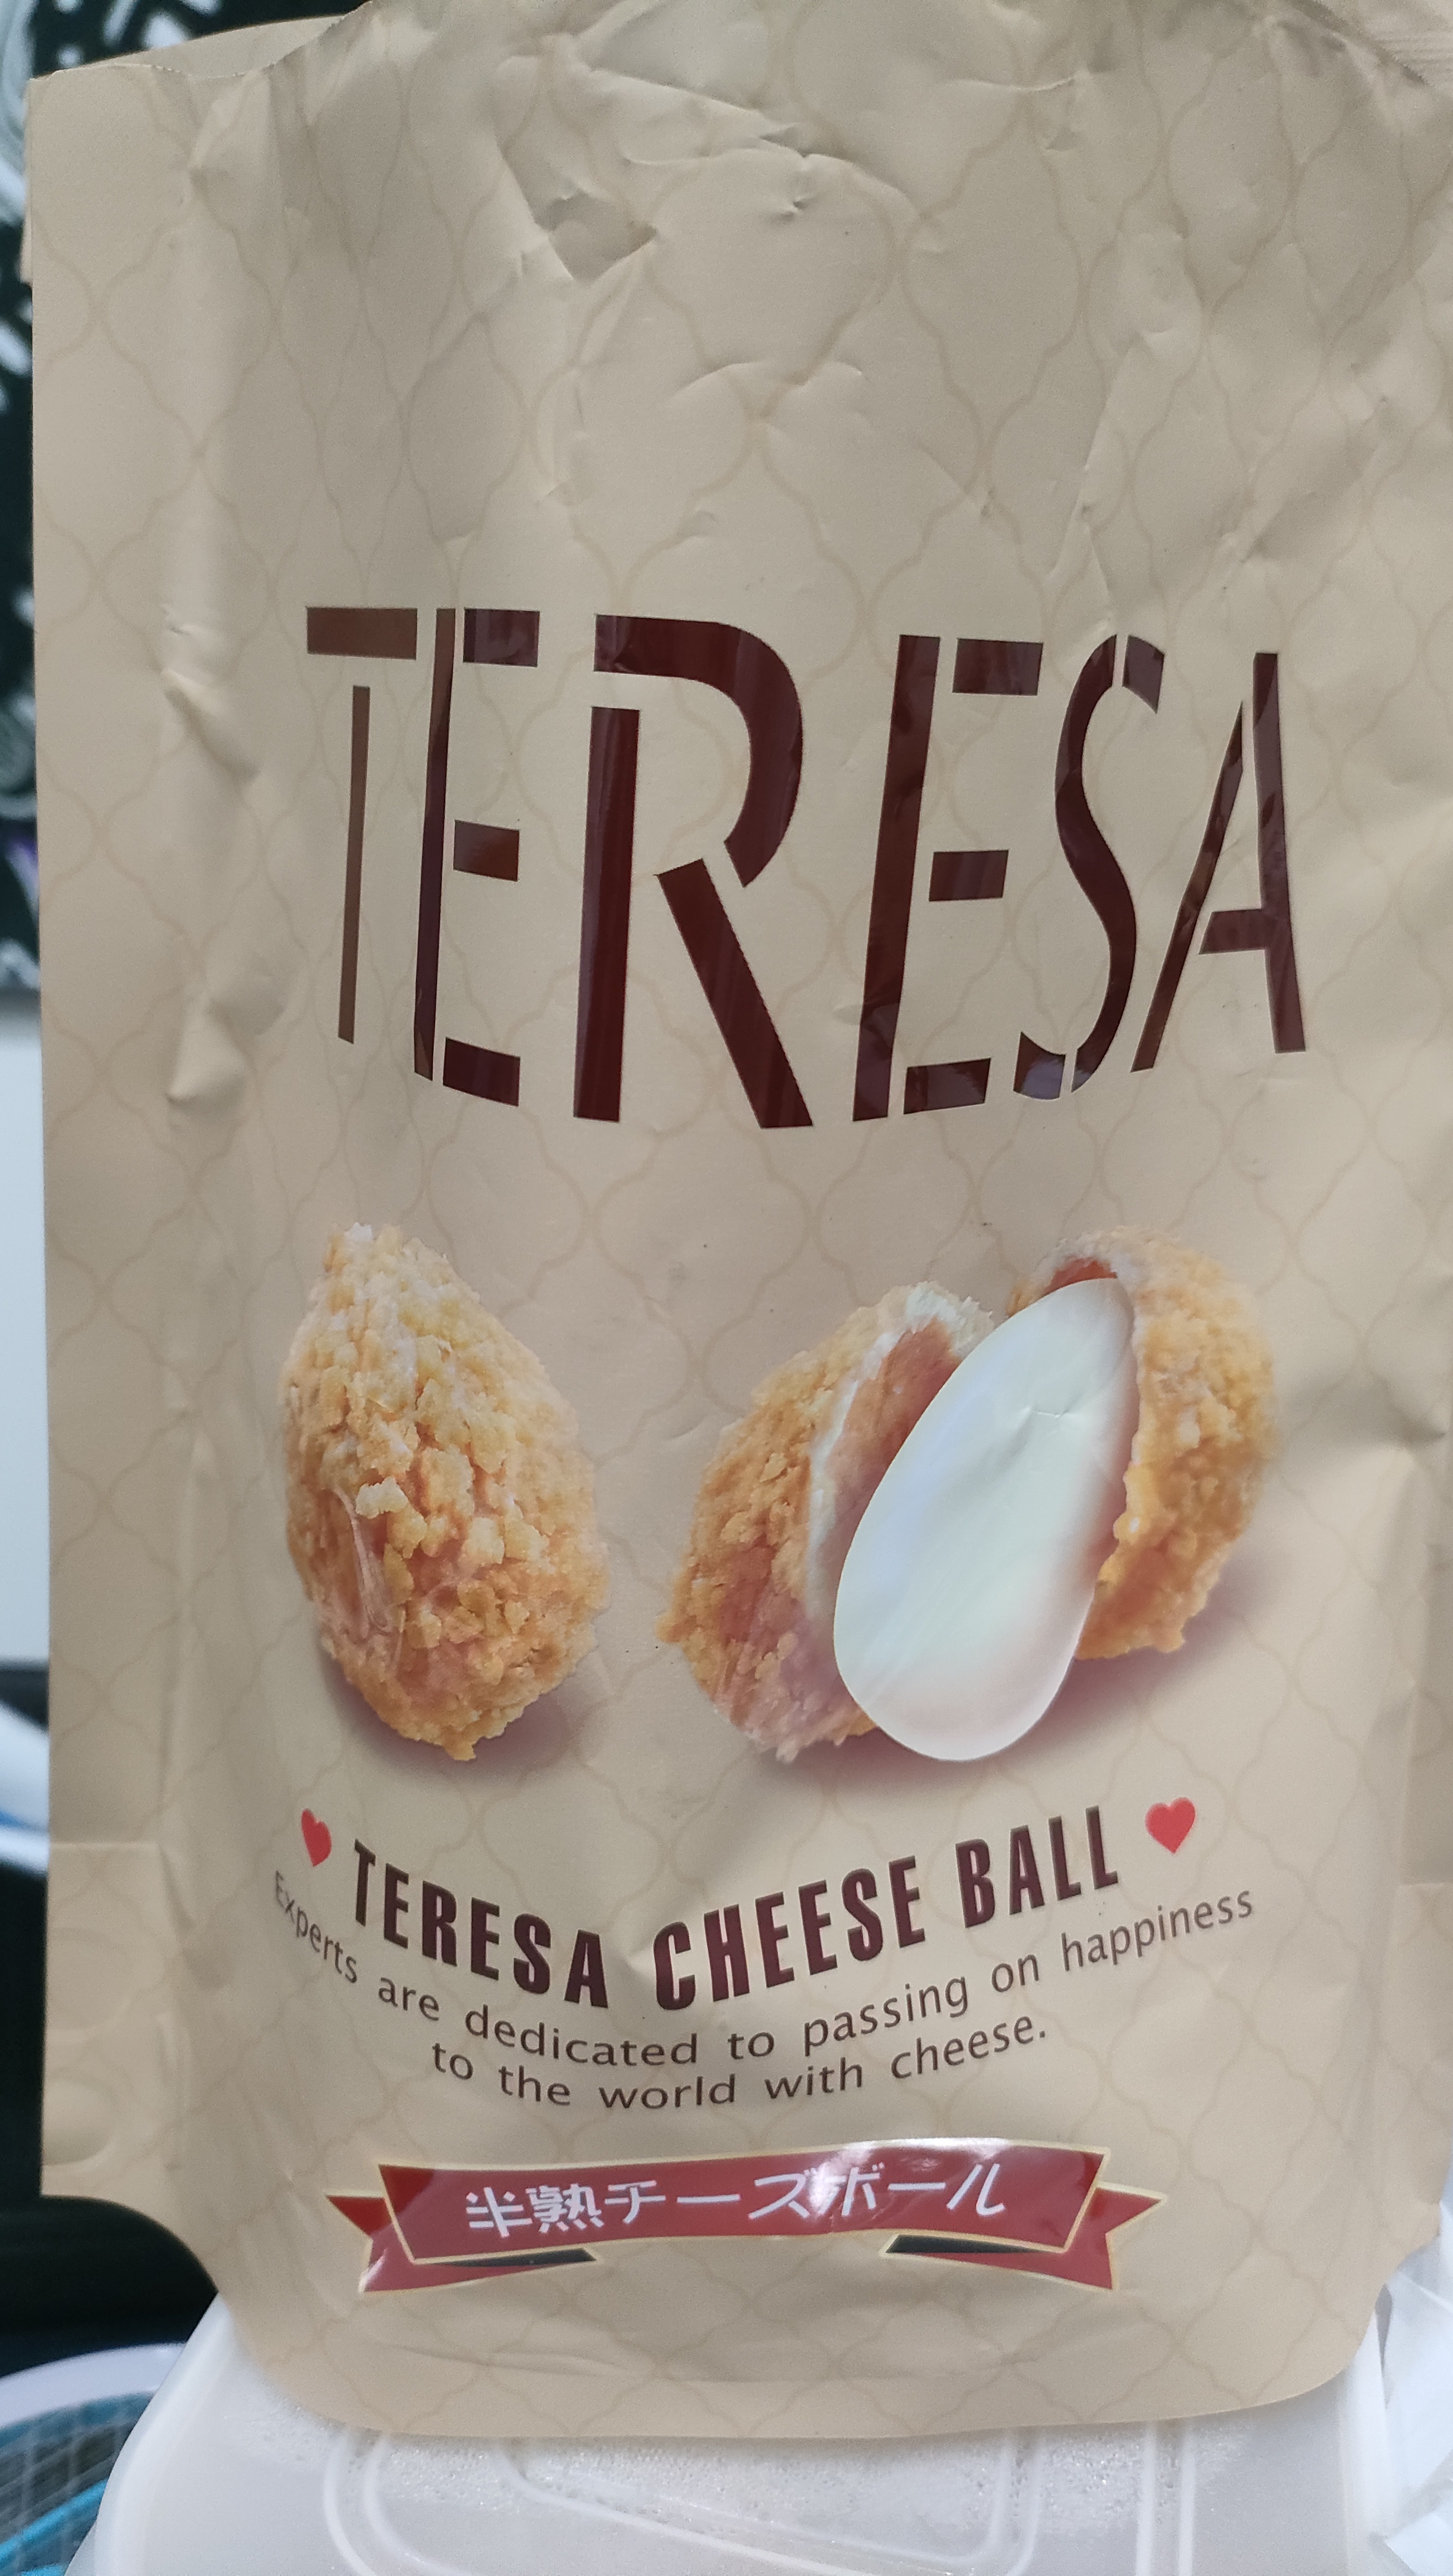 TERESA
TERESA CHEESE BALL
Experts are dedicated to passing on happiness
to the world with cheese.
半熟チーズボール